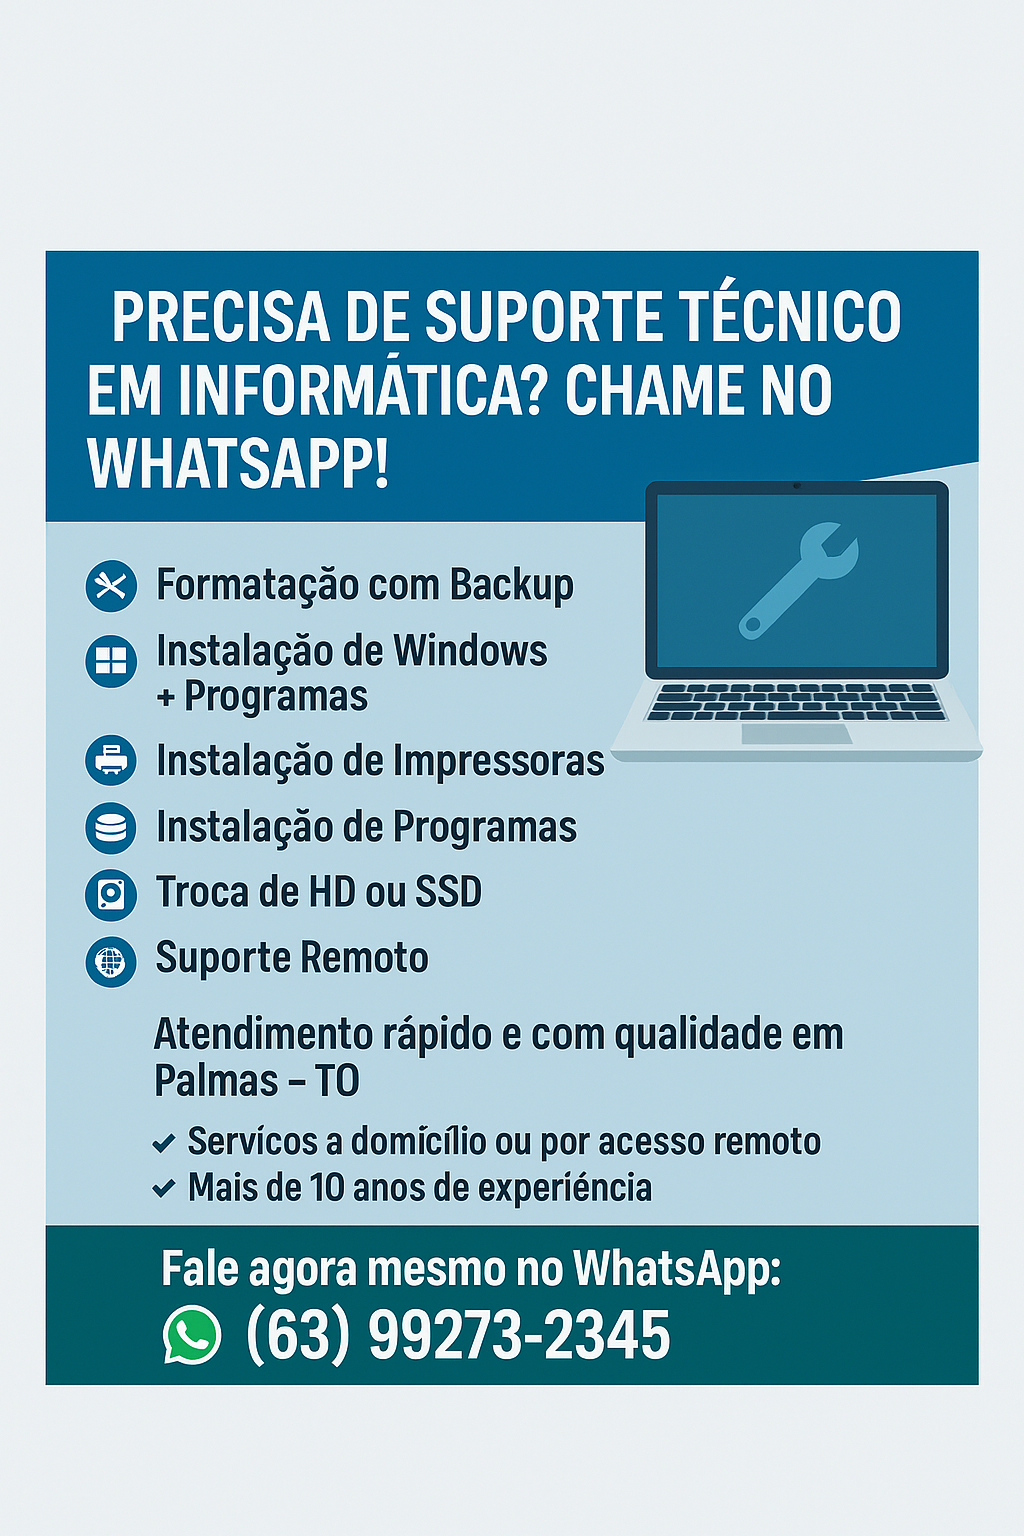 PRECISA DE SUPORTE TÉCNICO
EM INFORMÁTICA? CHAME NO
WHATSAPP!
Formatação com Backup
Instalação de Windows
+ Programas
Instalação de Impressoras
Instalação de Programas
Troca de HD ou SSD
Suporte Remoto
Atendimento rápido e com qualidade em
Palmas – TO
✓ Servícos a domícílio ou por acesso remoto
✓ Mais de 10 anos de experíéncia
Fale agora mesmo no WhatsApp:
(63) 99273-2345